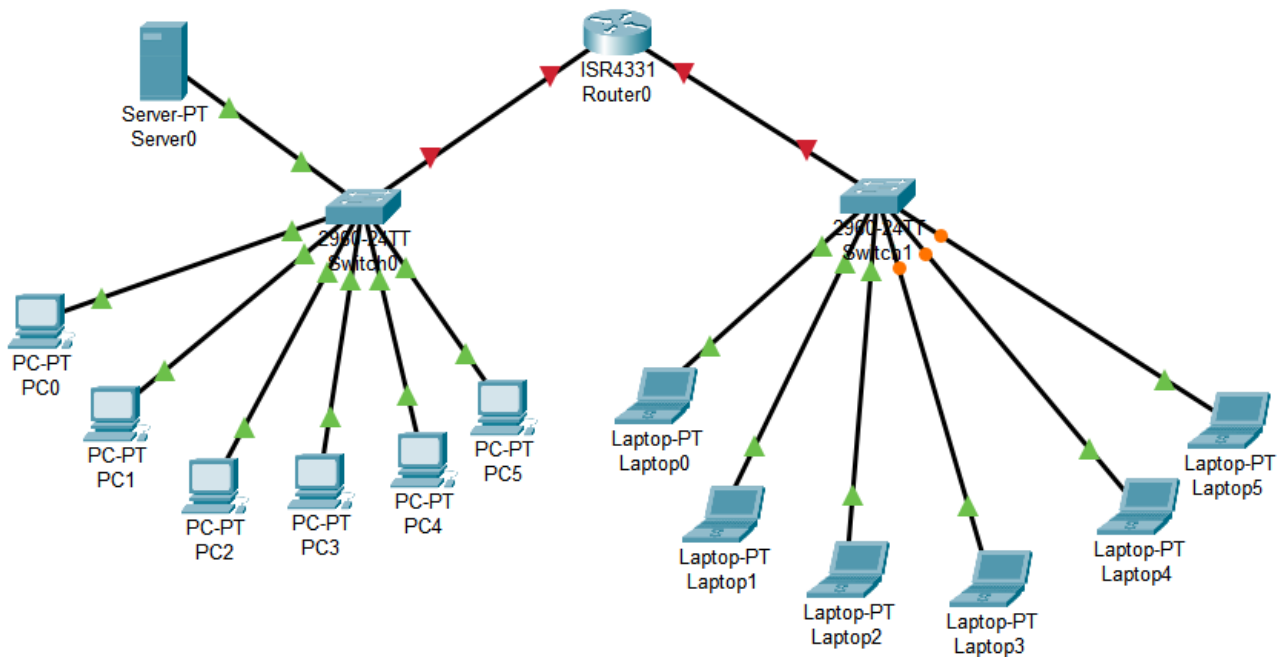 ISR4331
Router0
Server-PT
Server0
2960-24TT
Switch0
2960-24TT
Switch1
PC-PT
PC0
PC-PT
PC1
PC-PT
PC2
PC-PT
PC3
PC-PT
PC4
PC-PT
PC5
Laptop-PT
Laptop0
Laptop-PT
Laptop1
Laptop-PT
Laptop2
Laptop-PT
Laptop3
Laptop-PT
Laptop4
Laptop-PT
Laptop5